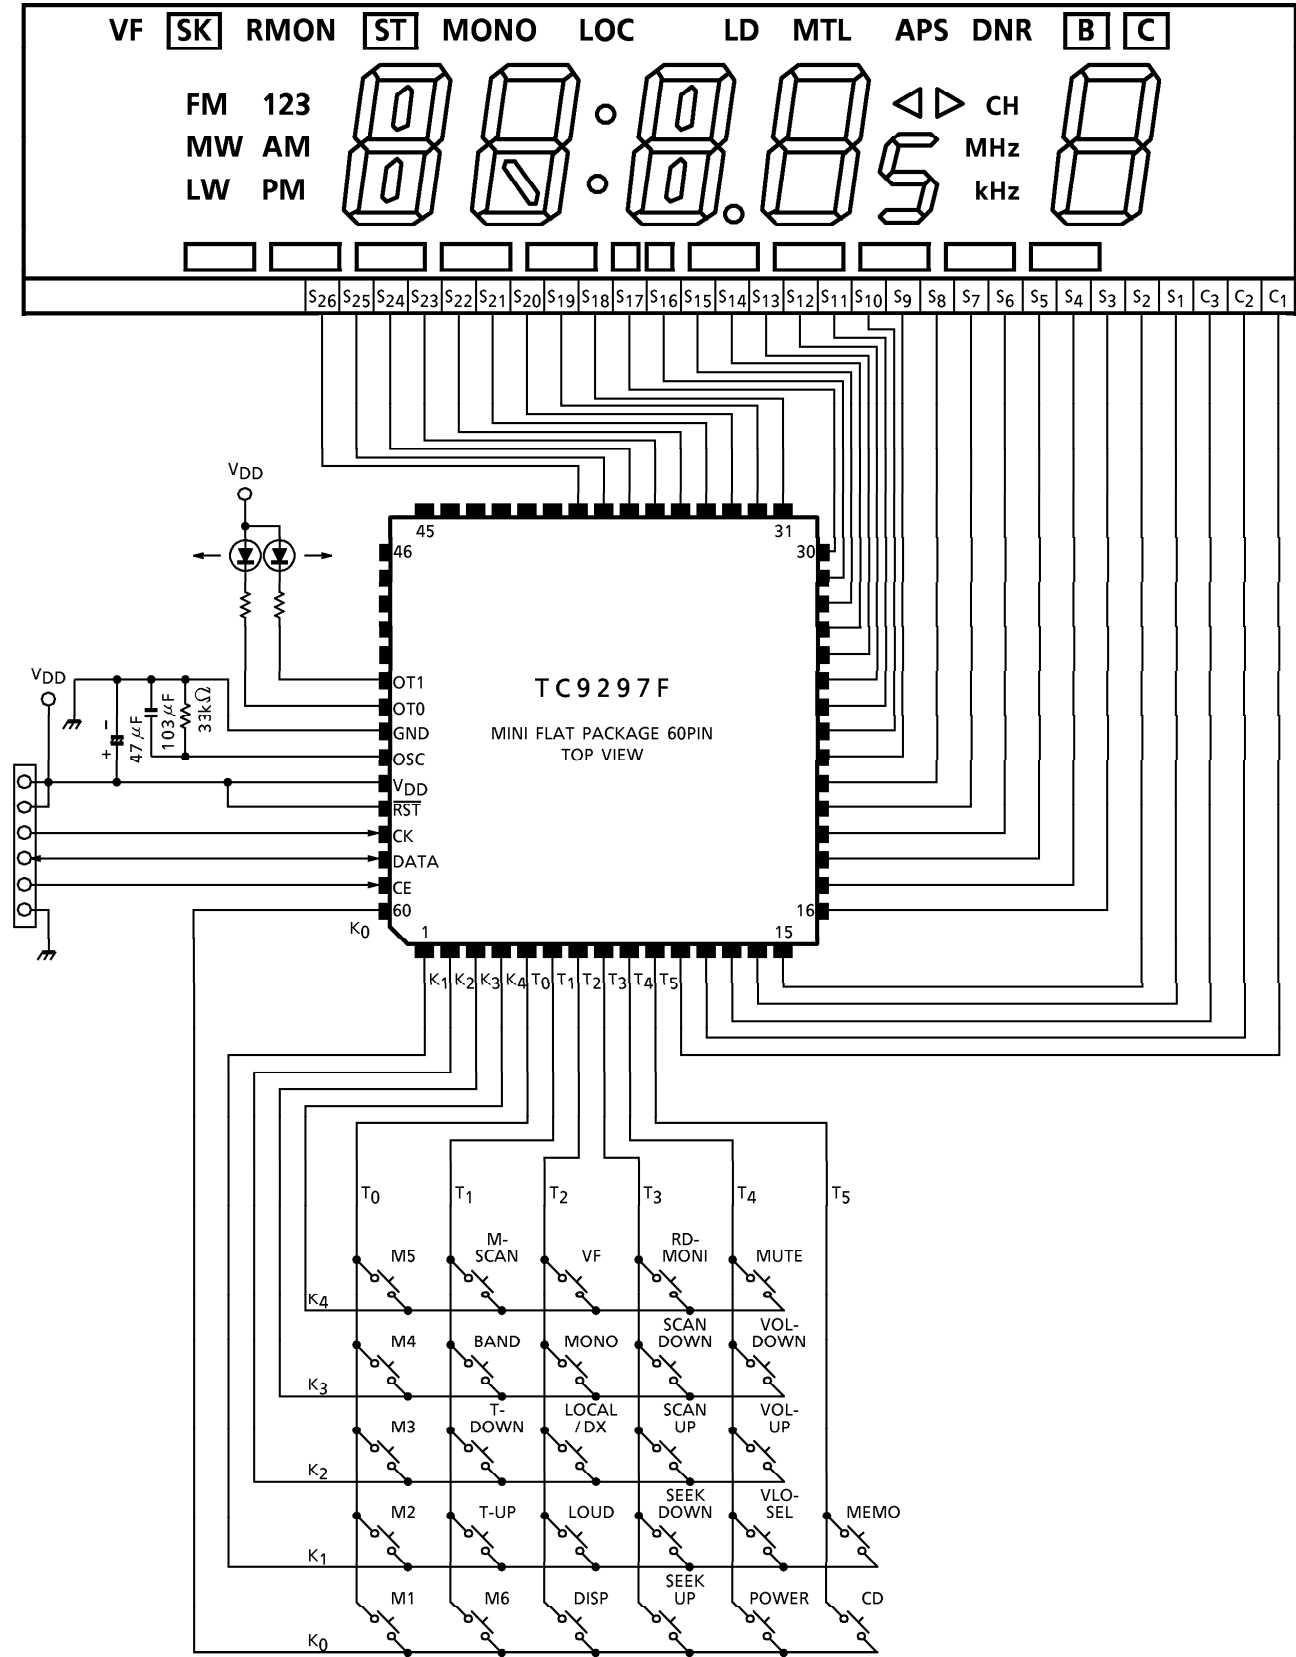 VF SK RMON ST MONO LOC LD MTL APS DNR B C
FM 123 CH
MW AM MHz
LW PM kHz
S26 S25 S24 S23 S22 S21 S20 S19 S18 S17 S16 S15 S14 S13 S12 S11 S10 S9 S8 S7 S6 S5 S4 S3 S2 S1 C3 C2 C1
VDD
45 31
46 30
VDD
OT1
OT0
GND
OSC
VDD
RST
CK
DATA
CE
60 16
K0 1 15
+ - 47μF
103μF
33kΩ
TC9297F
MINI FLAT PACKAGE 60PIN
TOP VIEW
K1 K2 K3 K4 T0 T1 T2 T3 T4 T5
T0 T1 T2 T3 T4 T5
M5 M-SCAN VF RD-MONI MUTE
K4
M4 BAND MONO SCAN DOWN VOL-DOWN
K3
M3 T-DOWN LOCAL/DX SCAN UP VOL-UP
K2
M2 T-UP LOUD SEEK DOWN VLO-SEL MEMO
K1
M1 M6 DISP SEEK UP POWER CD
K0